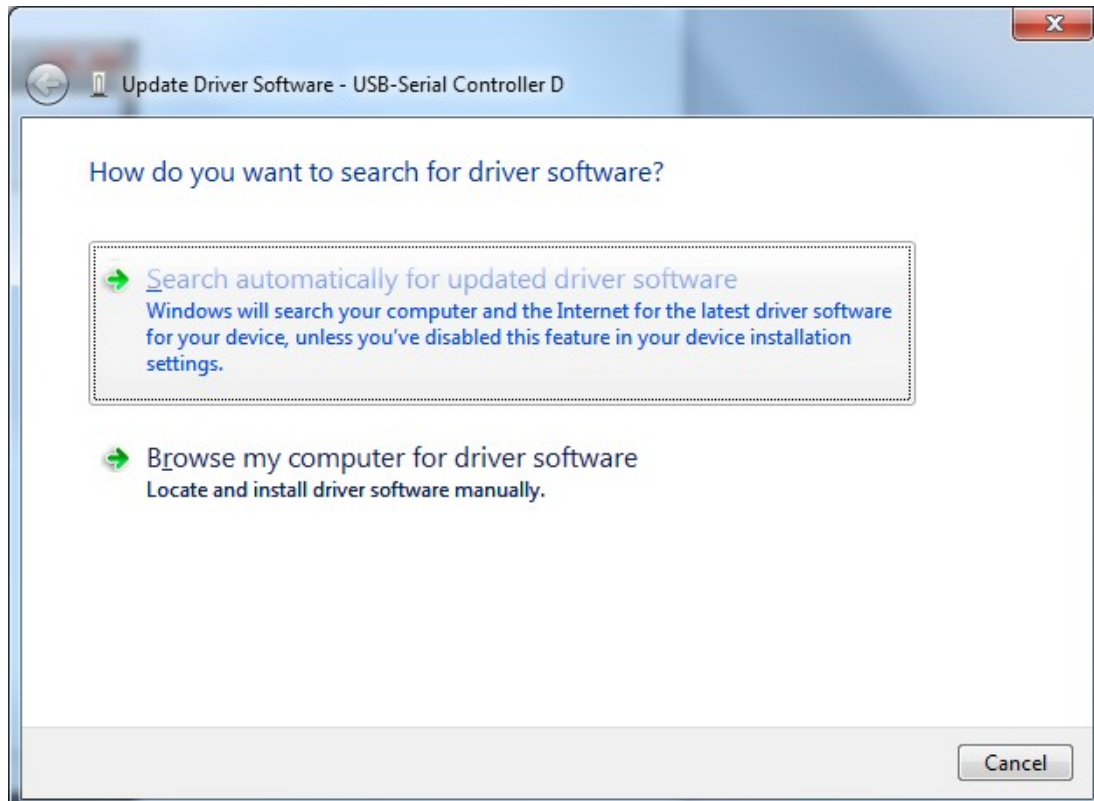 Update Driver Software - USB-Serial Controller D
How do you want to search for driver software?
Search automatically for updated driver software
Windows will search your computer and the Internet for the latest driver software
for your device, unless you've disabled this feature in your device installation
settings.
Browse my computer for driver software
Locate and install driver software manually.
Cancel